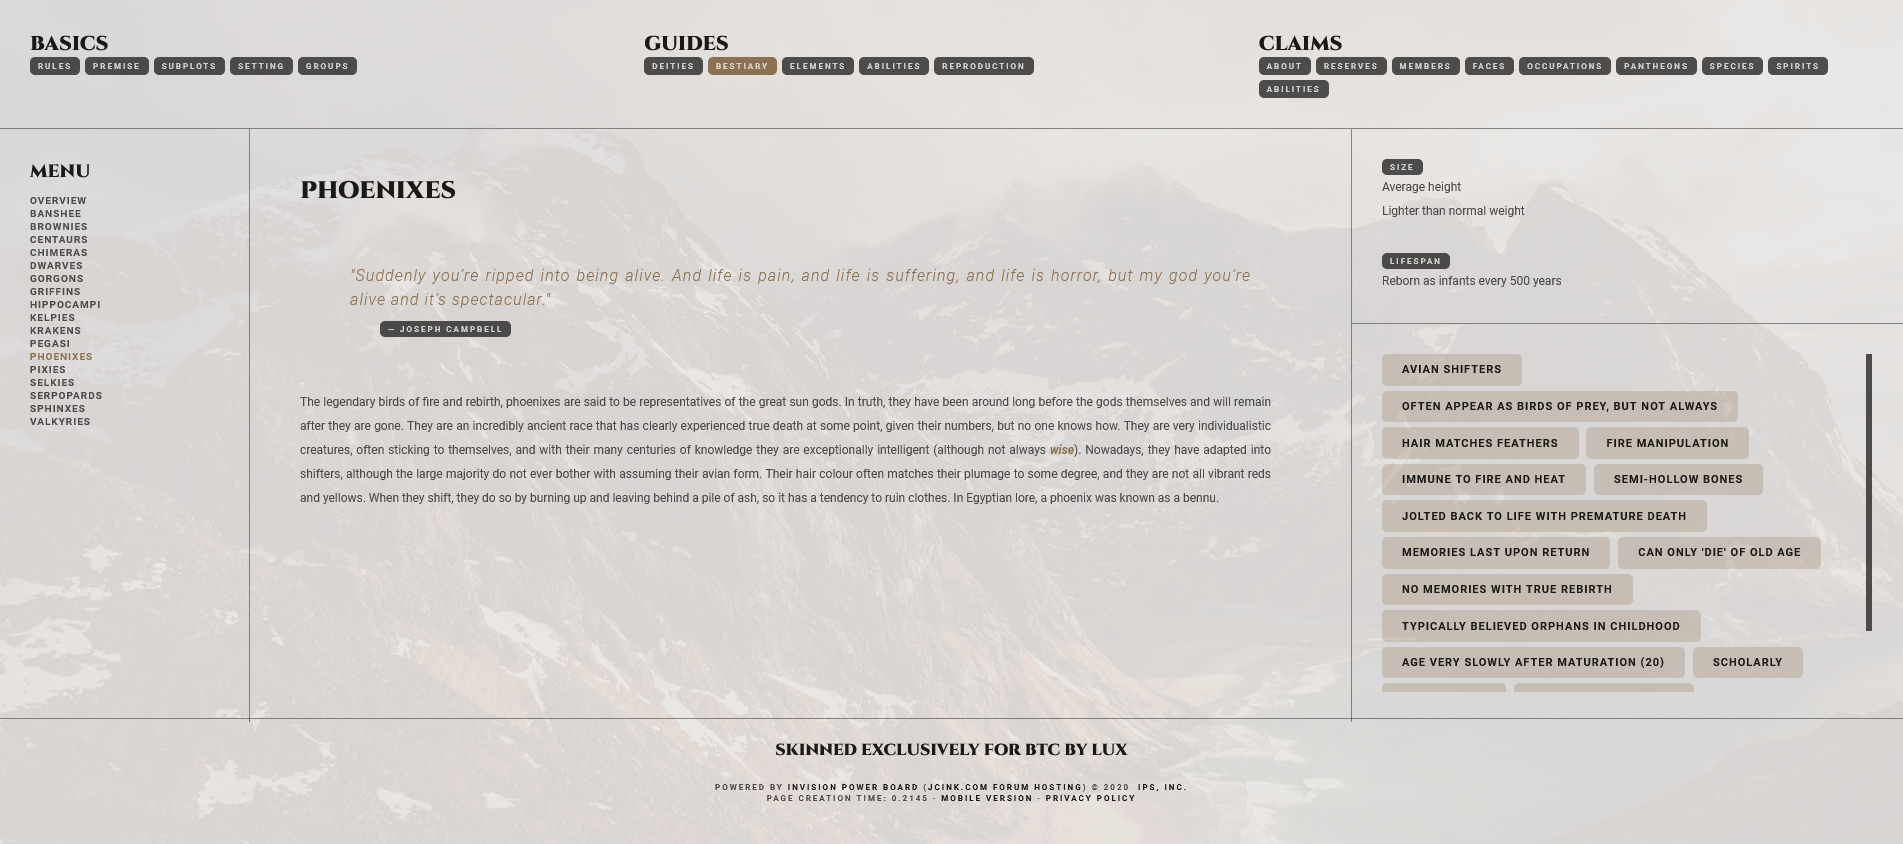 BASICS
RULES PREMISE SUBPLOTS SETTING GROUPS
GUIDES
DEITIES BESTIARY ELEMENTS ABILITIES REPRODUCTION
CLAIMS
ABOUT RESERVES MEMBERS FACES OCCUPATIONS PANTHEONS SPECIES SPIRITS
ABILITIES
MENU
OVERVIEW
BANSHEE
BROWNIES
CENTAURS
CHIMERAS
DWARVES
GORGONS
GRIFFINS
HIPPOCAMPI
KELPIES
KRAKENS
PEGASI
PHOENIXES
PIXIES
SELKIES
SERPOPARDS
SPHINXES
VALKYRIES
PHOENIXES
"Suddenly you're ripped into being alive. And life is pain, and life is suffering, and life is horror, but my god you're
alive and it's spectacular."
— JOSEPH CAMPBELL
The legendary birds of fire and rebirth, phoenixes are said to be representatives of the great sun gods. In truth, they have been around long before the gods themselves and will remain
after they are gone. They are an incredibly ancient race that has clearly experienced true death at some point, given their numbers, but no one knows how. They are very individualistic
creatures, often sticking to themselves, and with their many centuries of knowledge they are exceptionally intelligent (although not always wise). Nowadays, they have adapted into
shifters, although the large majority do not ever bother with assuming their avian form. Their hair colour often matches their plumage to some degree, and they are not all vibrant reds
and yellows. When they shift, they do so by burning up and leaving behind a pile of ash, so it has a tendency to ruin clothes. In Egyptian lore, a phoenix was known as a bennu.
SIZE
Average height
Lighter than normal weight
LIFESPAN
Reborn as infants every 500 years
AVIAN SHIFTERS
OFTEN APPEAR AS BIRDS OF PREY, BUT NOT ALWAYS
HAIR MATCHES FEATHERS FIRE MANIPULATION
IMMUNE TO FIRE AND HEAT SEMI-HOLLOW BONES
JOLTED BACK TO LIFE WITH PREMATURE DEATH
MEMORIES LAST UPON RETURN CAN ONLY 'DIE' OF OLD AGE
NO MEMORIES WITH TRUE REBIRTH
TYPICALLY BELIEVED ORPHANS IN CHILDHOOD
AGE VERY SLOWLY AFTER MATURATION (20) SCHOLARLY
SKINNED EXCLUSIVELY FOR BTC BY LUX
POWERED BY INVISION POWER BOARD (JCINK.COM FORUM HOSTING) © 2020 IPS, INC.
PAGE CREATION TIME: 0.2145 · MOBILE VERSION · PRIVACY POLICY